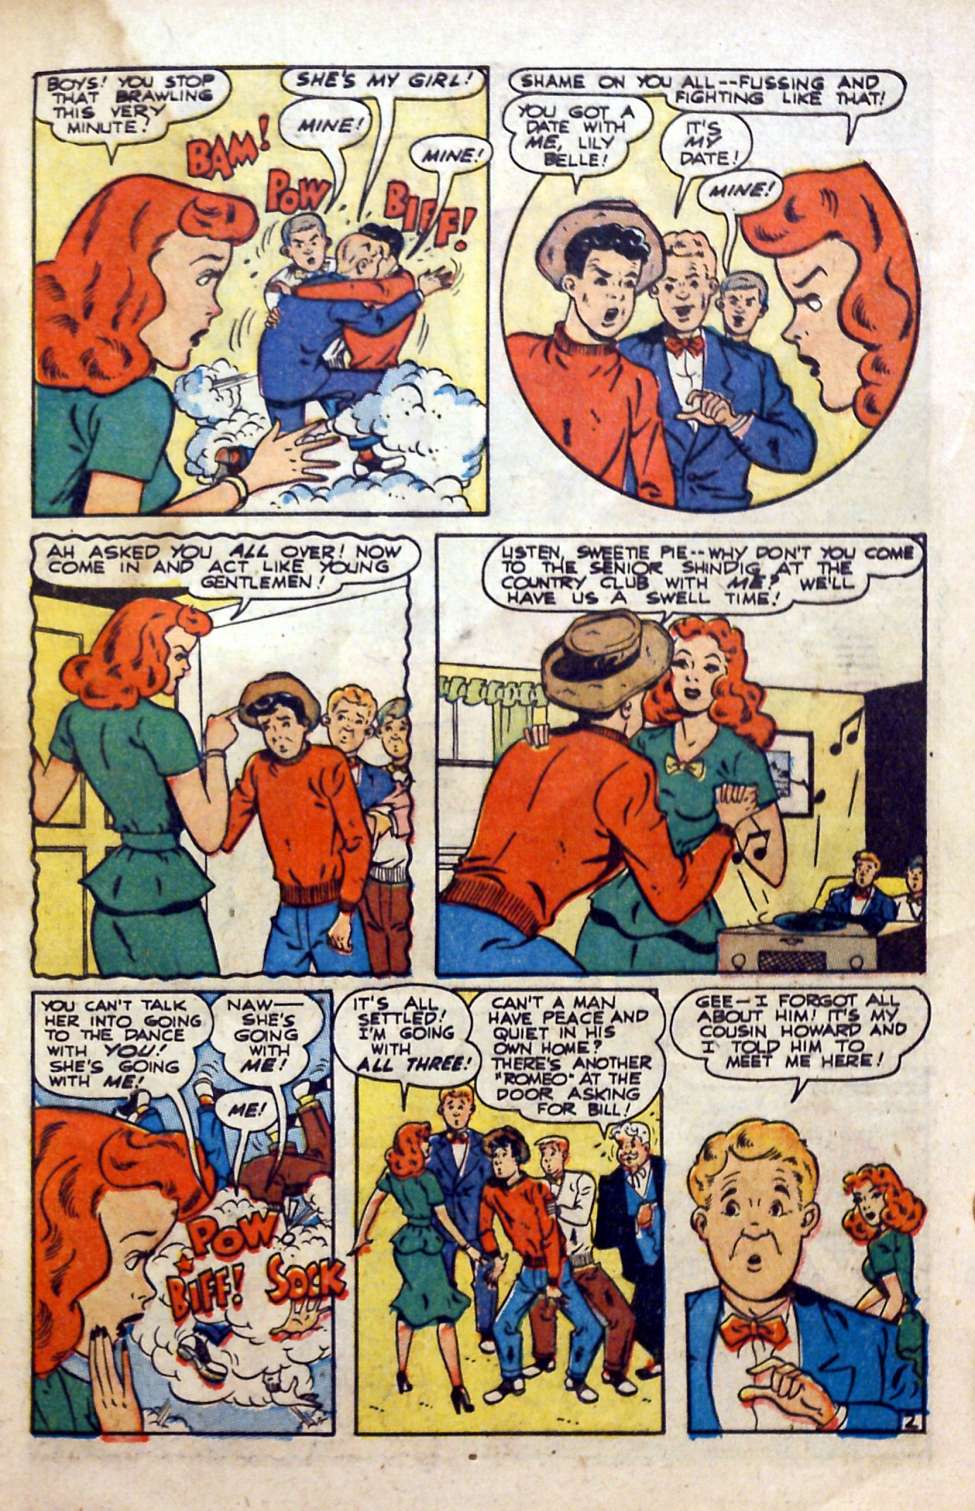 BOYS! YOU STOP
THAT BRAWLING
THIS VERY
MINUTE!
SHE'S MY GIRL!
MINE!
MINE!
BAM!
POW
BIFF!
SHAME ON YOU ALL--FUSSING AND
FIGHTING LIKE THAT!
YOU GOT A
DATE WITH
ME, LILY
BELLE!
IT'S
MY
DATE!
MINE!
AH ASKED YOU ALL OVER! NOW
COME IN AND ACT LIKE YOUNG
GENTLEMEN!
LISTEN, SWEETIE PIE--WHY DON'T YOU COME
TO THE SENIOR SHINDIG AT THE
COUNTRY CLUB WITH ME? WE'LL
HAVE US A SWELL TIME!
YOU CAN'T TALK
HER INTO GOING
TO THE DANCE
WITH YOU!
SHE'S GOING
WITH ME!
NAW—
SHE'S
GOING
WITH
ME!
ME!
POW
BIFF!
SOCK
IT'S ALL
SETTLED!
I'M GOING
WITH
ALL THREE!
CAN'T A MAN
HAVE PEACE AND
QUIET IN HIS
OWN HOME?
THERE'S ANOTHER
"ROMEO" AT THE
DOOR ASKING
FOR BILL!
GEE—I FORGOT ALL
ABOUT HIM! IT'S MY
COUSIN HOWARD AND
I TOLD HIM TO
MEET ME HERE!
2